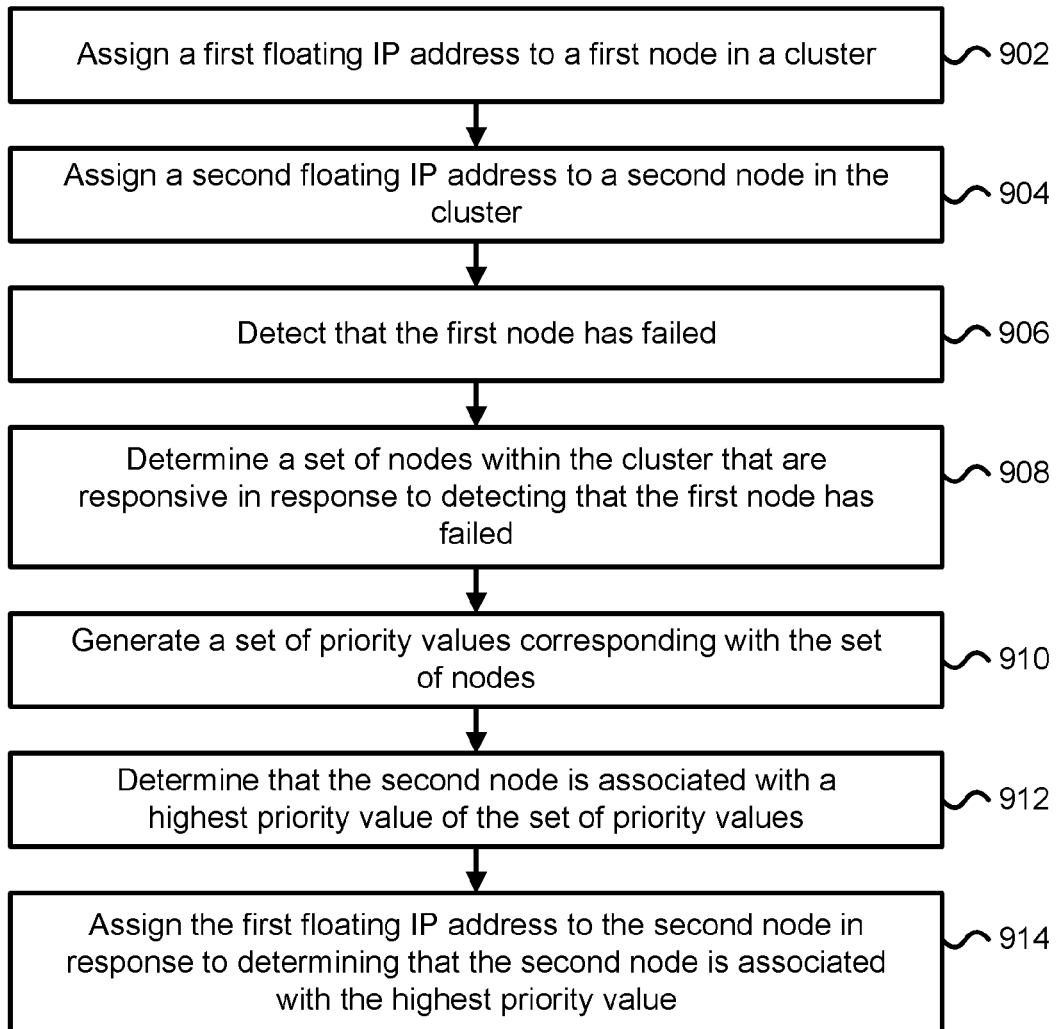 Assign a first floating IP address to a first node in a cluster
902
Assign a second floating IP address to a second node in the
cluster
904
Detect that the first node has failed
906
Determine a set of nodes within the cluster that are
responsive in response to detecting that the first node has
failed
908
Generate a set of priority values corresponding with the set
of nodes
910
Determine that the second node is associated with a
highest priority value of the set of priority values
912
Assign the first floating IP address to the second node in
response to determining that the second node is associated
with the highest priority value
914